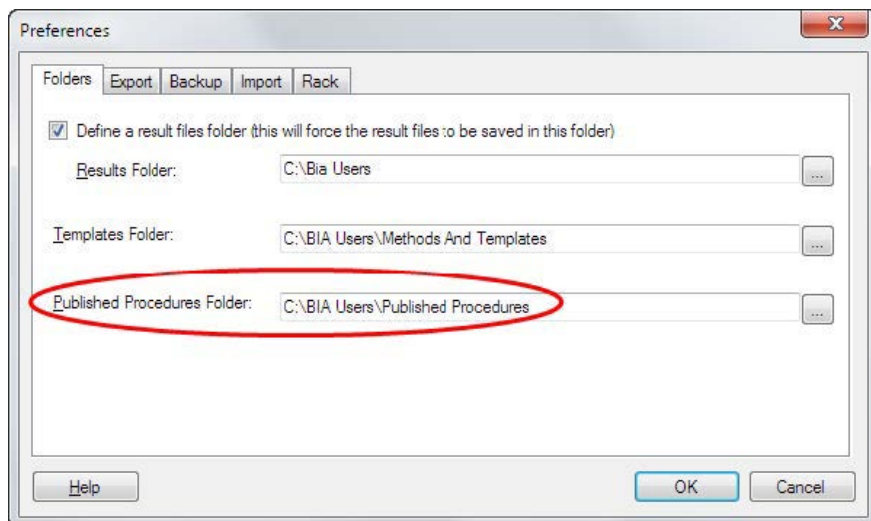 Preferences
Folders Export Backup Import Rack
Define a result files folder (this will force the result files to be saved in this folder)
Results Folder: C:\Bia Users ...
Templates Folder: C:\BIA Users\Methods And Templates ...
Published Procedures Folder: C:\BIA Users\Published Procedures ...
Help OK Cancel